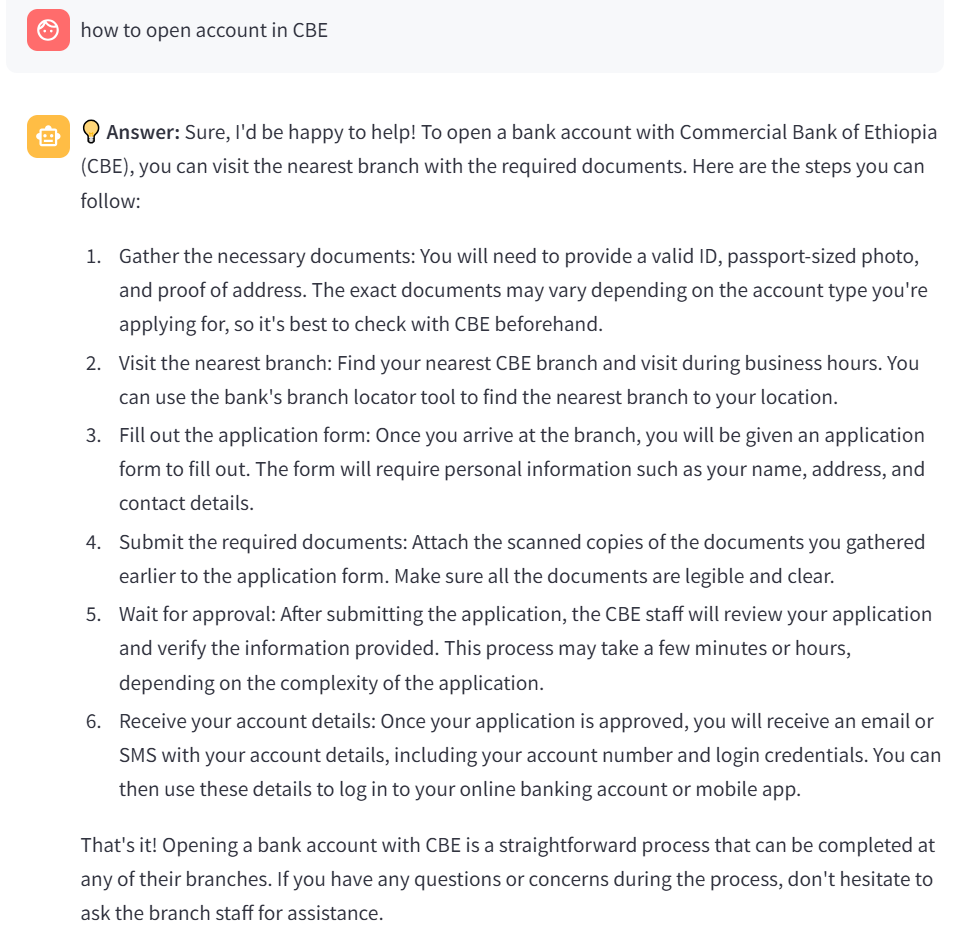 how to open account in CBE
💡 Answer: Sure, I'd be happy to help! To open a bank account with Commercial Bank of Ethiopia
(CBE), you can visit the nearest branch with the required documents. Here are the steps you can
follow:
1. Gather the necessary documents: You will need to provide a valid ID, passport-sized photo,
and proof of address. The exact documents may vary depending on the account type you're
applying for, so it's best to check with CBE beforehand.
2. Visit the nearest branch: Find your nearest CBE branch and visit during business hours. You
can use the bank's branch locator tool to find the nearest branch to your location.
3. Fill out the application form: Once you arrive at the branch, you will be given an application
form to fill out. The form will require personal information such as your name, address, and
contact details.
4. Submit the required documents: Attach the scanned copies of the documents you gathered
earlier to the application form. Make sure all the documents are legible and clear.
5. Wait for approval: After submitting the application, the CBE staff will review your application
and verify the information provided. This process may take a few minutes or hours,
depending on the complexity of the application.
6. Receive your account details: Once your application is approved, you will receive an email or
SMS with your account details, including your account number and login credentials. You can
then use these details to log in to your online banking account or mobile app.
That's it! Opening a bank account with CBE is a straightforward process that can be completed at
any of their branches. If you have any questions or concerns during the process, don't hesitate to
ask the branch staff for assistance.